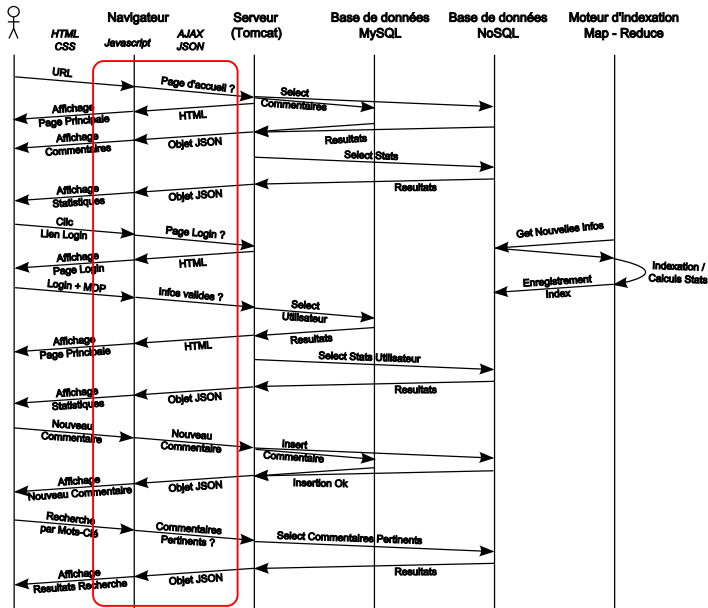 Navigateur
HTML
CSS
Javascript
AJAX
JSON
Serveur
(Tomcat)
Base de données
MySQL
Base de données
NoSQL
Moteur d'indexation
Map - Reduce
URL
Page d'accueil ?
Select
Commentaires
Affichage
Page Principale
HTML
Affichage
Commentaires
Objet JSON
Resultats
Select Stats
Affichage
Statistiques
Objet JSON
Resultats
Clic
Lien Login
Page Login ?
Get Nouvelles Infos
Affichage
Page Login
HTML
Indexation /
Calculs Stats
Enregistrement
Index
Login + MDP
Infos valides ?
Select
Utilisateur
Affichage
Page Principale
HTML
Resultats
Select Stats Utilisateur
Affichage
Statistiques
Objet JSON
Resultats
Nouveau
Commentaire
Nouveau
Commentaire
Insert
Commentaire
Affichage
Nouveau Commentaire
Objet JSON
Insertion Ok
Recherche
par Mots-Clé
Commentaires
Pertinents ?
Select Commentaires Pertinents
Affichage
Resultats Recherche
Objet JSON
Resultats